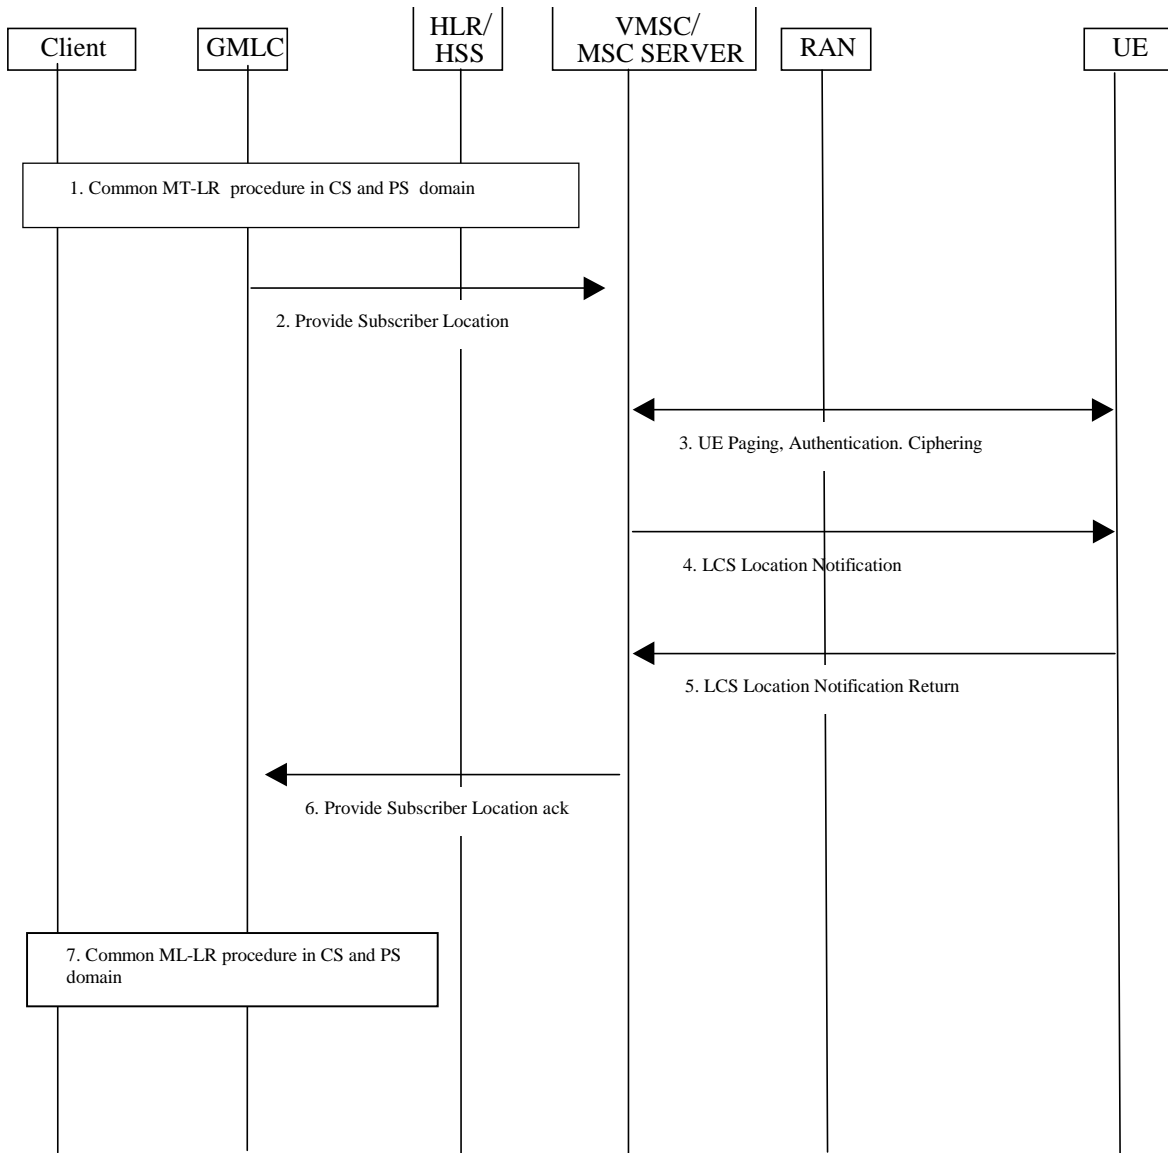 Client
GMLC
HLR/
HSS
VMSC/
MSC SERVER
RAN
UE
1. Common MT-LR procedure in CS and PS domain
2. Provide Subscriber Location
3. UE Paging, Authentication. Ciphering
4. LCS Location Notification
5. LCS Location Notification Return
6. Provide Subscriber Location ack
7. Common ML-LR procedure in CS and PS
domain